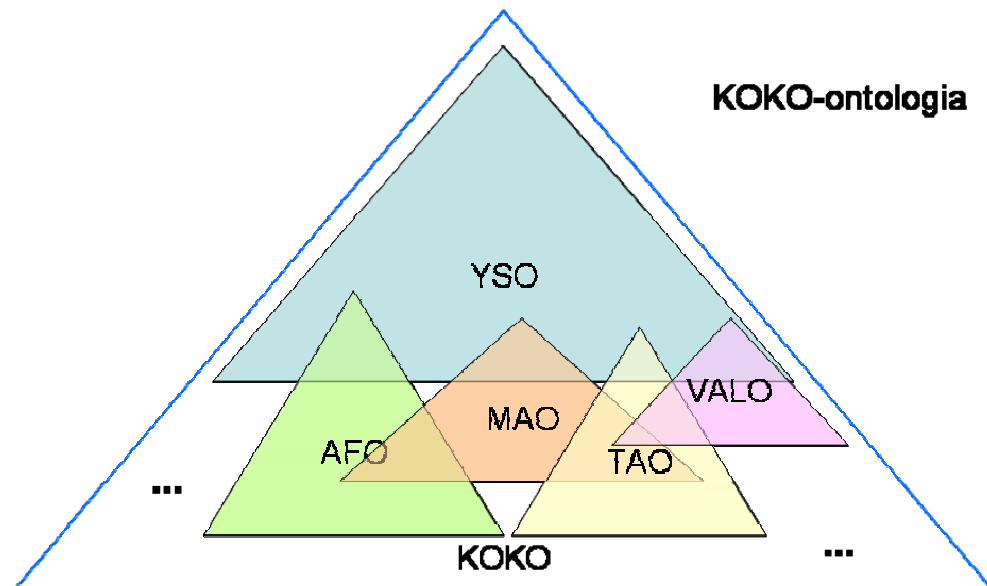 KOKO-ontologia
YSO
VALO
MAO
AFO
TAO
...
...
KOKO